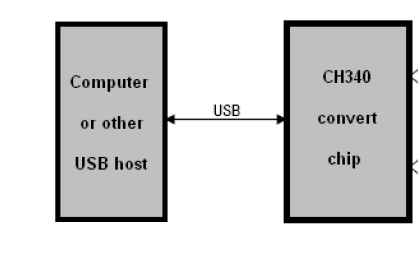 Computer
or other
USB host
USB
CH340
convert
chip